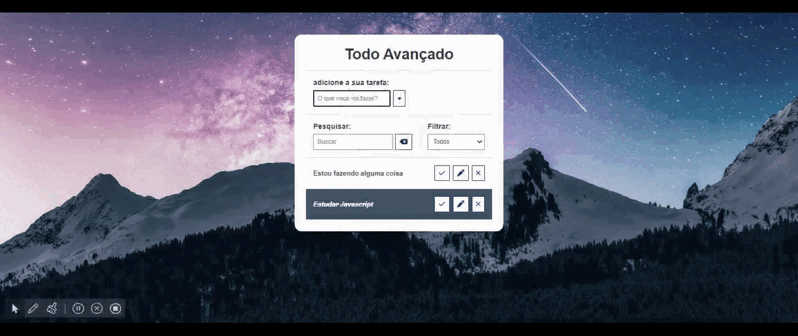 Todo Avançado
adicione a sua tarefa:
O que você vai fazer?
+
Pesquisar:
Filtrar:
Buscar
Todos
Estou fazendo alguma coisa
Estudar Javascript